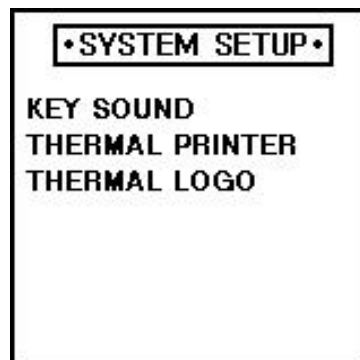 •SYSTEM SETUP•
KEY SOUND
THERMAL PRINTER
THERMAL LOGO